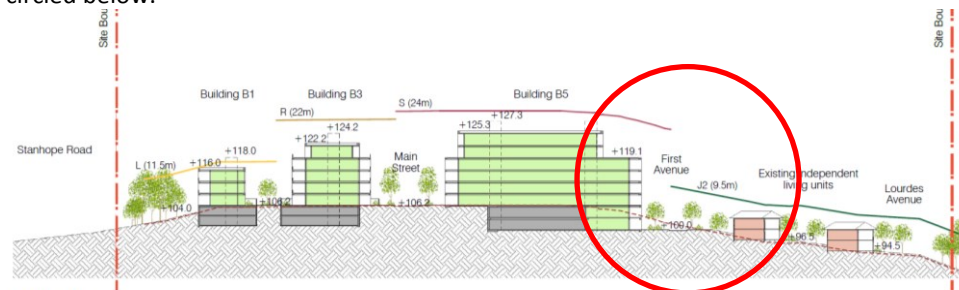 circled below.
Site Bou
Site Bou
Building B1
Building B3
Building B5
R (22m)
S (24m)
+127.3
+124.2
+125.3
+122.2
Stanhope Road
L (11.5m)
+118.0
+116.0
Main
Street
+119.1
First
Avenue
Existing independent
living units
J2 (9.5m)
Lourdes
Avenue
+104.0
+106.2
+106.2
+100.0
+96.5
+94.5